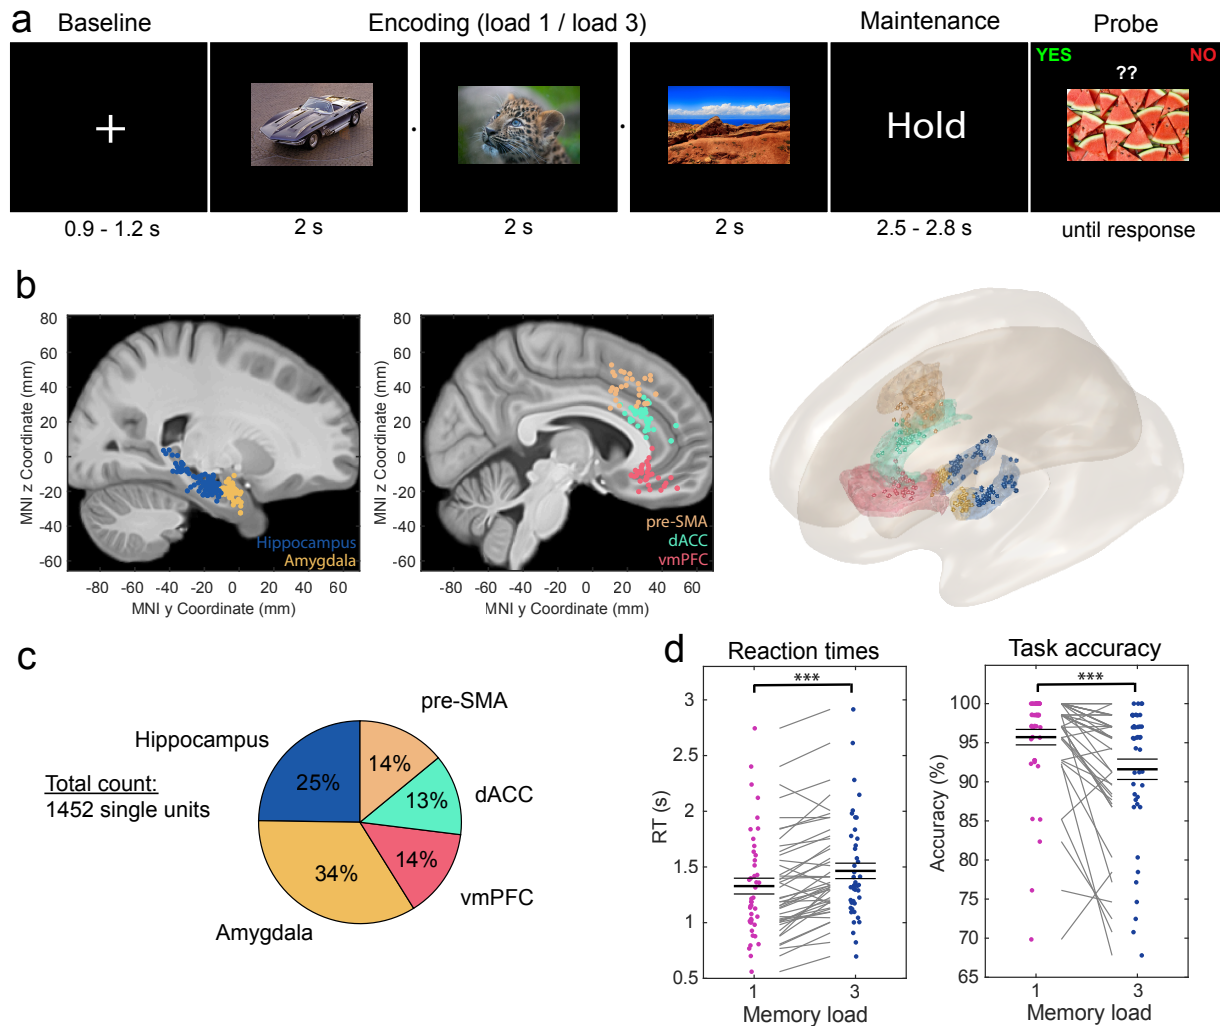 a
Baseline
Encoding (load 1 / load 3)
Maintenance
Probe
YES
NO
??
Hold
0.9 - 1.2 s
2 s
2 s
2 s
2.5 - 2.8 s
until response
b
MNI z Coordinate (mm)
80
60
40
20
0
-20
-40
-60
Hippocampus
Amygdala
-80
-60
-40
-20
0
20
40
60
MNI y Coordinate (mm)
MNI z Coordinate (mm)
80
60
40
20
0
-20
-40
-60
pre-SMA
dACC
vmPFC
-80
-60
-40
-20
0
20
40
60
MNI y Coordinate (mm)
c
Total count:
1452 single units
pre-SMA
14%
dACC
13%
vmPFC
14%
Amygdala
34%
Hippocampus
25%
d
Reaction times
***
RT (s)
3
2.5
2
1.5
1
0.5
1
3
Memory load
Task accuracy
***
Accuracy (%)
100
95
90
85
80
75
70
65
1
3
Memory load